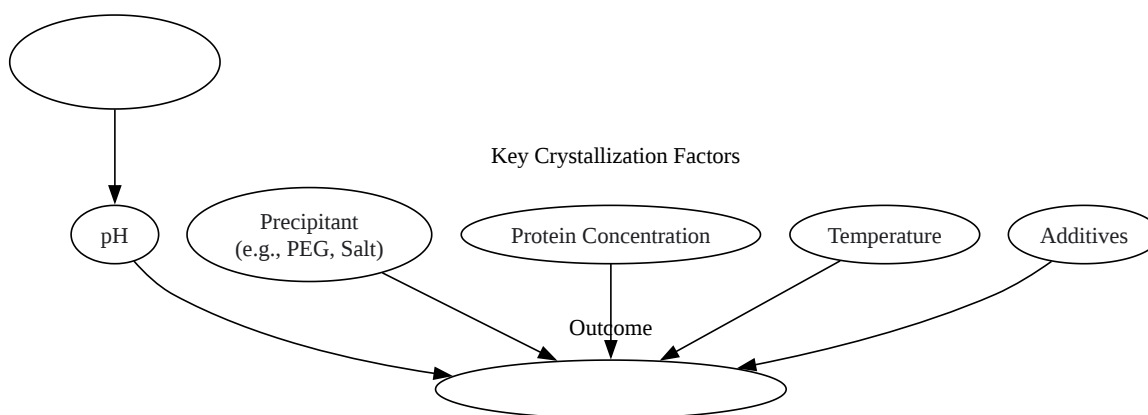 Key Crystallization Factors
pH
Precipitant
(e.g., PEG, Salt)
Protein Concentration
Temperature
Additives
Outcome